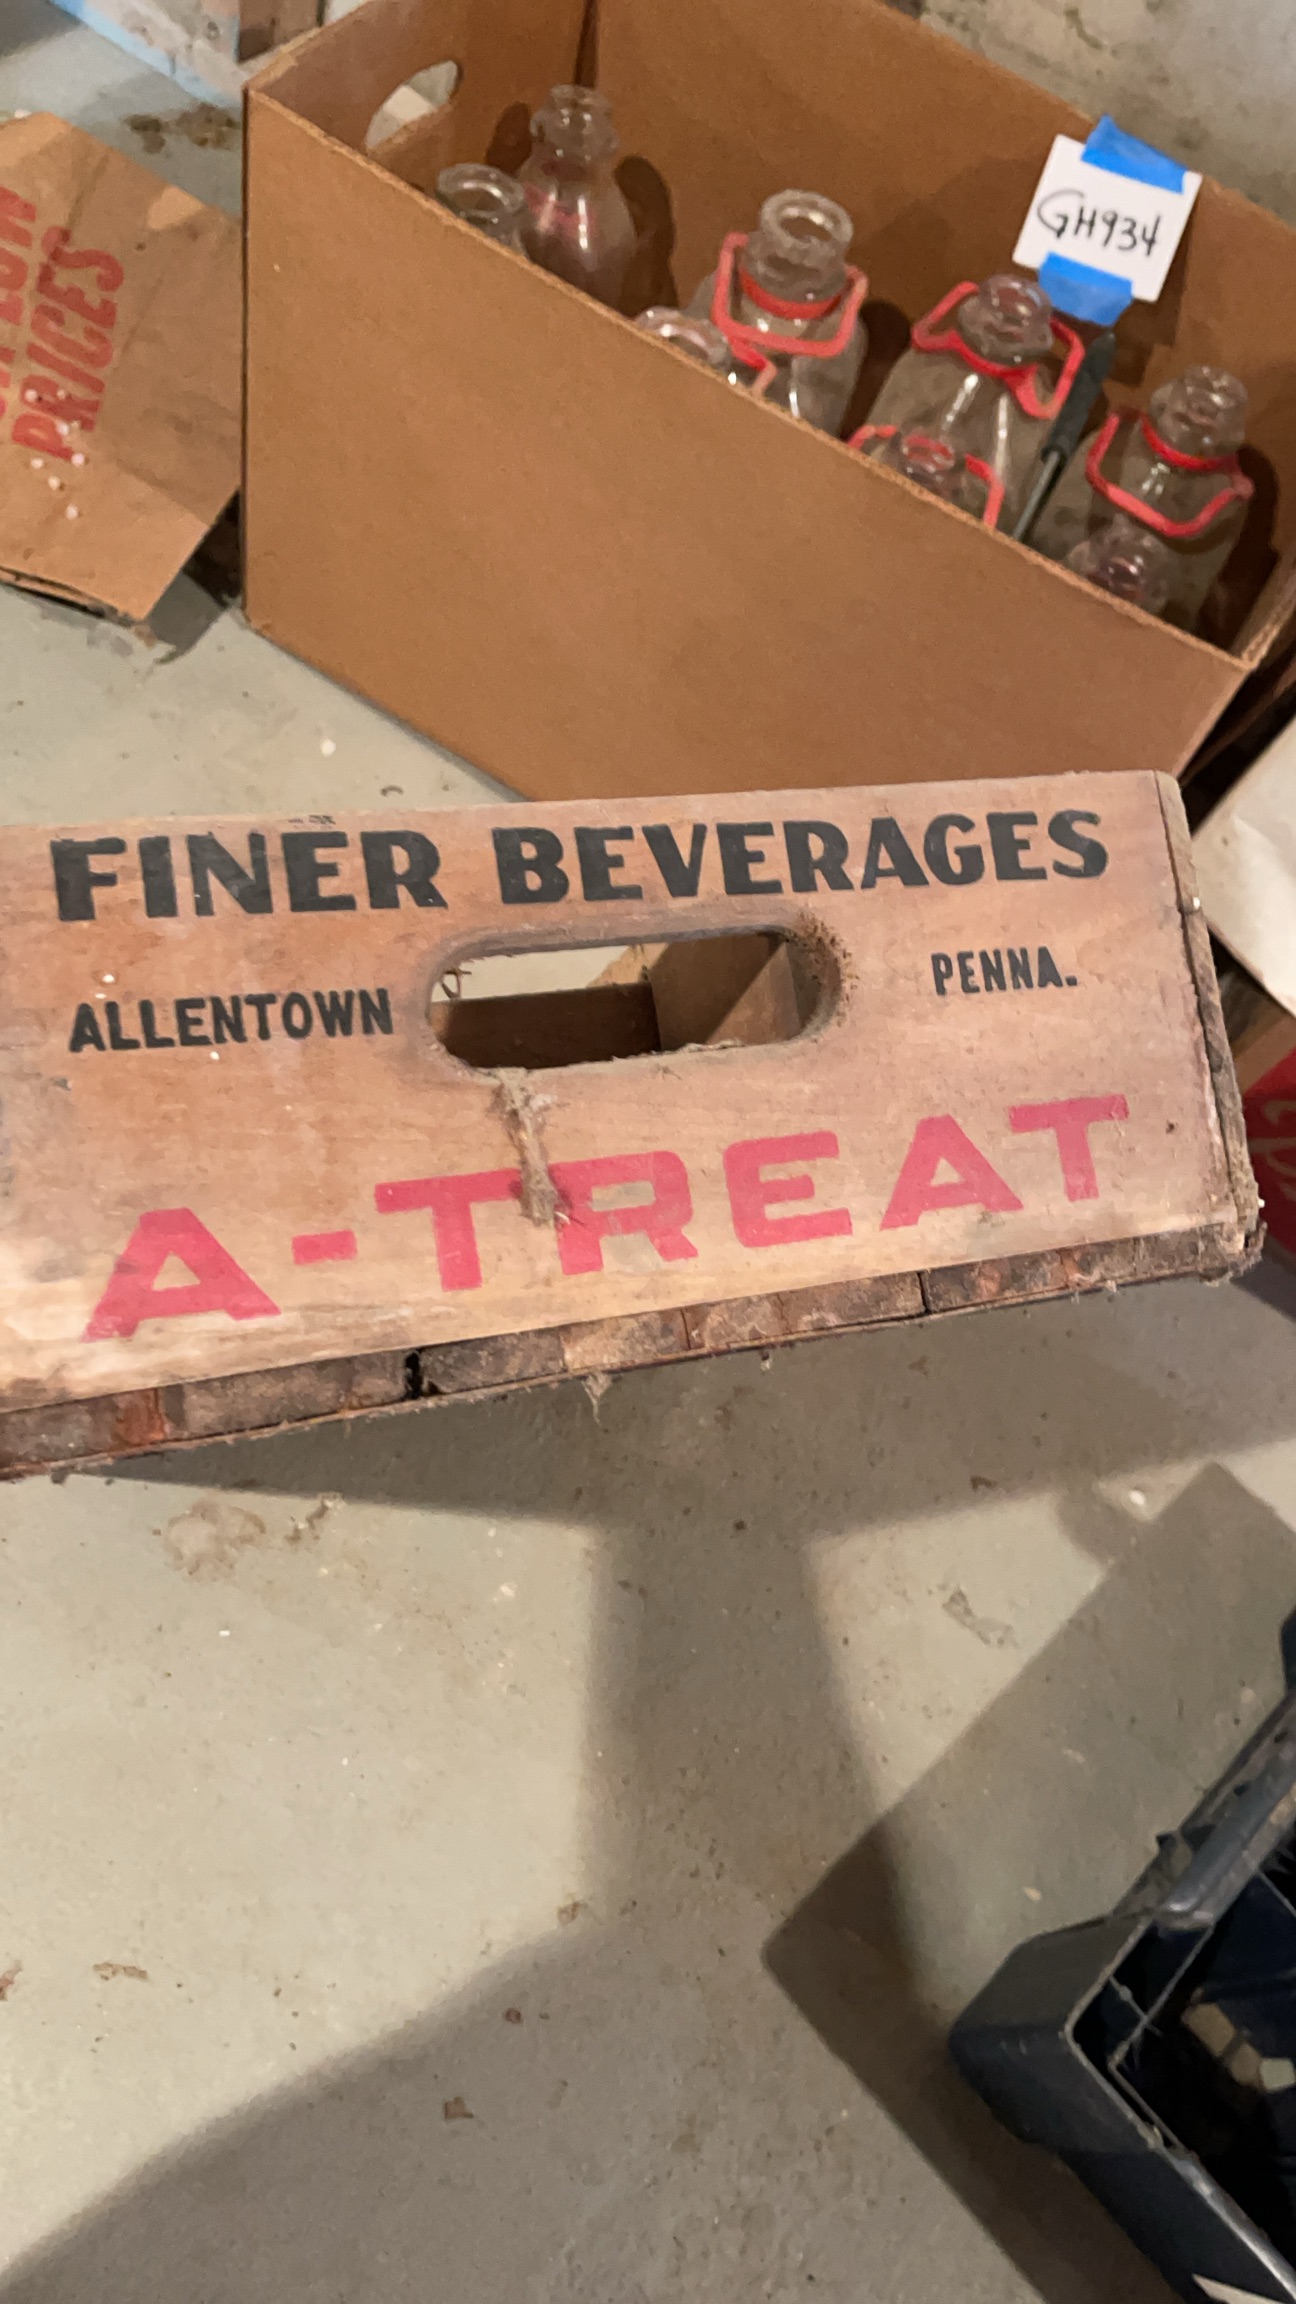 GH934
PRICES
FINER BEVERAGES
ALLENTOWN PENNA.
A-TREAT